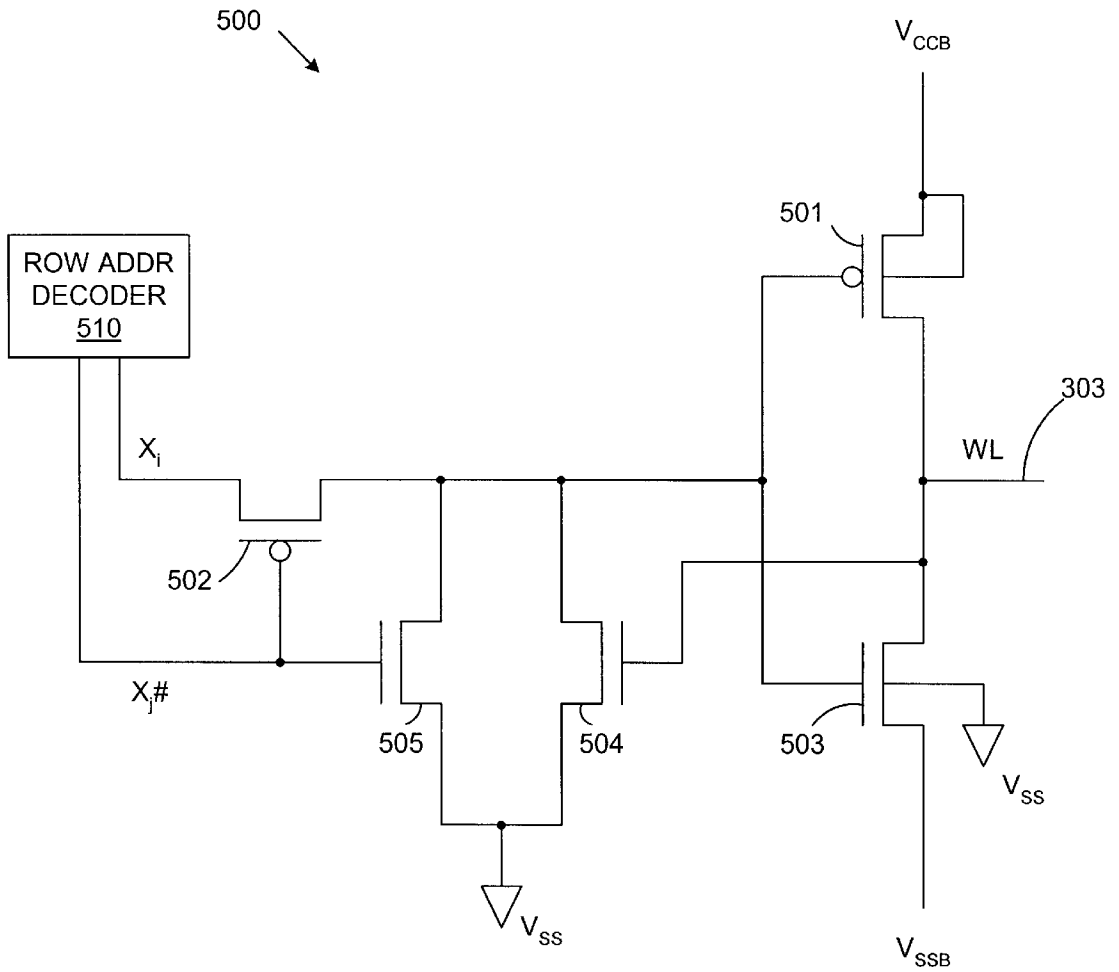 500
V_CCB
501
ROW ADDR
DECODER
510
303
X_i
WL
502
X_j#
505
504
503
V_SS
V_SS
V_SSB